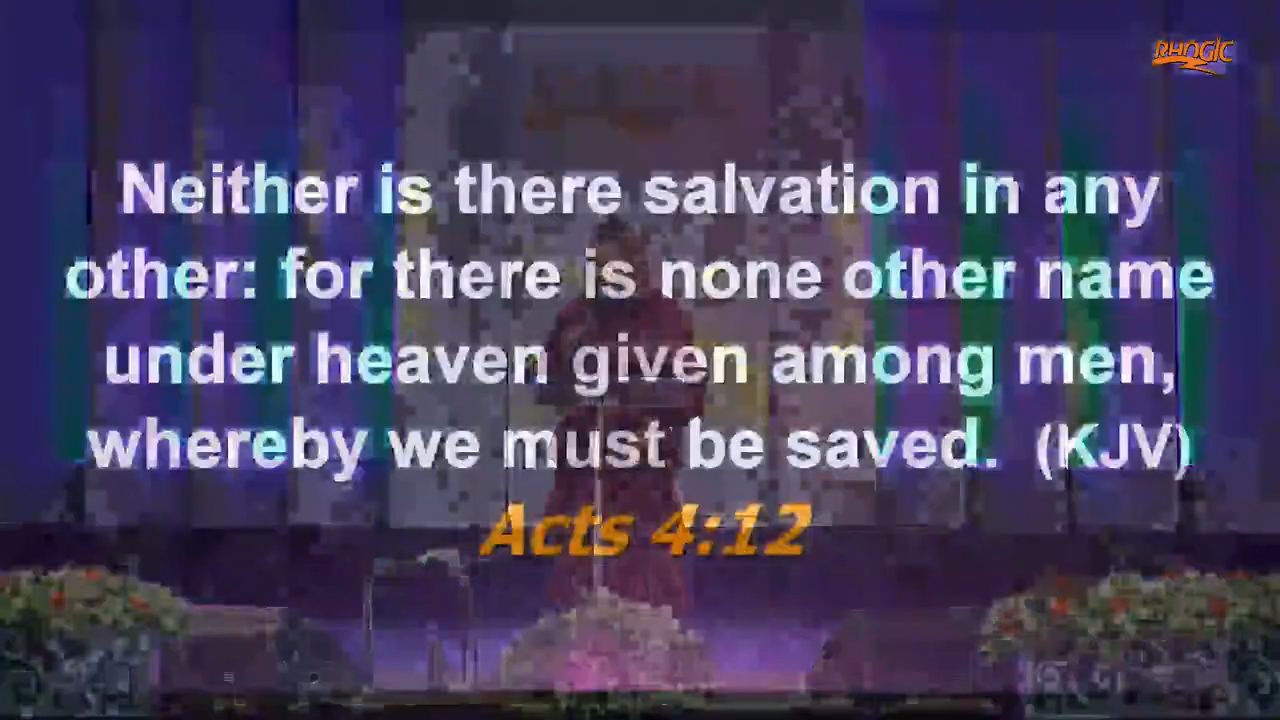 RHOGIC
Neither is there salvation in any
other: for there is none other name
under heaven given among men,
whereby we must be saved.  (KJV)
Acts 4:12